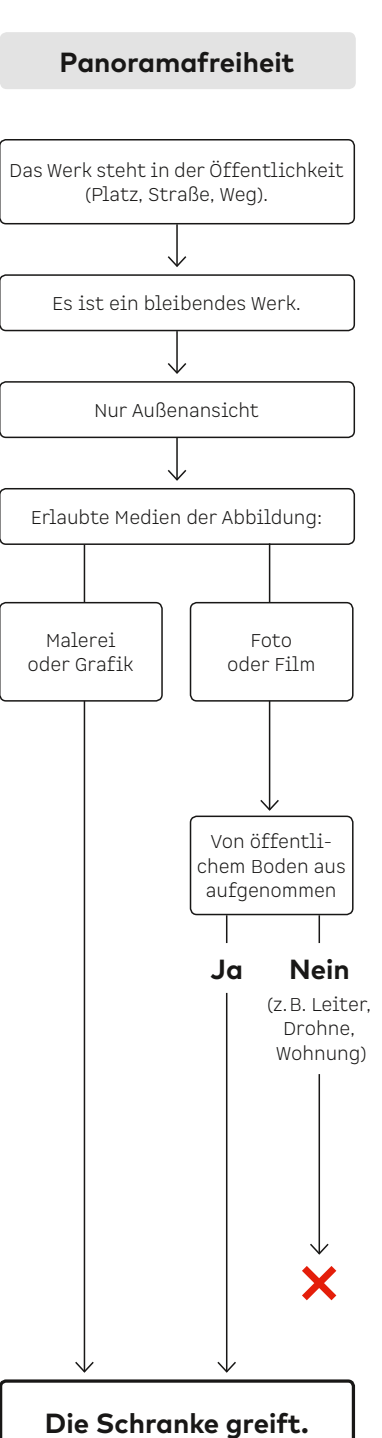 Panoramafreiheit
Das Werk steht in der Öffentlichkeit
(Platz, Straße, Weg).
Es ist ein bleibendes Werk.
Nur Außenansicht
Erlaubte Medien der Abbildung:
Malerei
oder Grafik
Foto
oder Film
Von öffentli-
chem Boden aus
aufgenommen
Ja
Nein
(z. B. Leiter,
Drohne,
Wohnung)
Die Schranke greift.